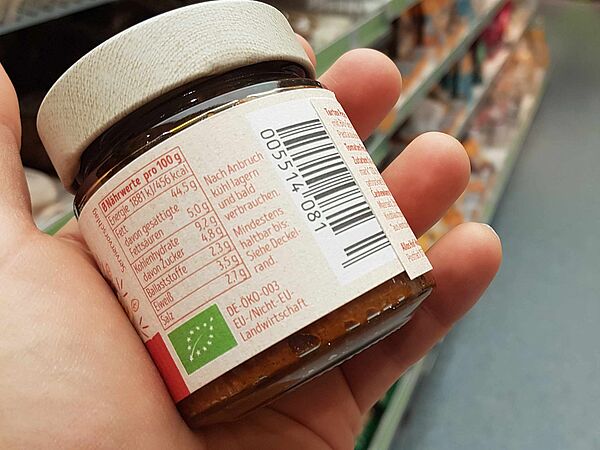 Nährwerte pro 100 g
Energie 1881 kJ/456 kcal
Fett 44,5 g
davon gesättigte
Fettsäuren 5,0 g
Kohlenhydrate 9,2 g
davon Zucker 4,8 g
Ballaststoffe 2,3 g
Eiweiß 3,5 g
Salz 2,7 g
Nach Anbruch
kühl lagern
und bald
verbrauchen.
Mindestens
haltbar bis:
Siehe Deckel-
rand.
DE-ÖKO-003
EU-/Nicht-EU-
Landwirtschaft
005514 081